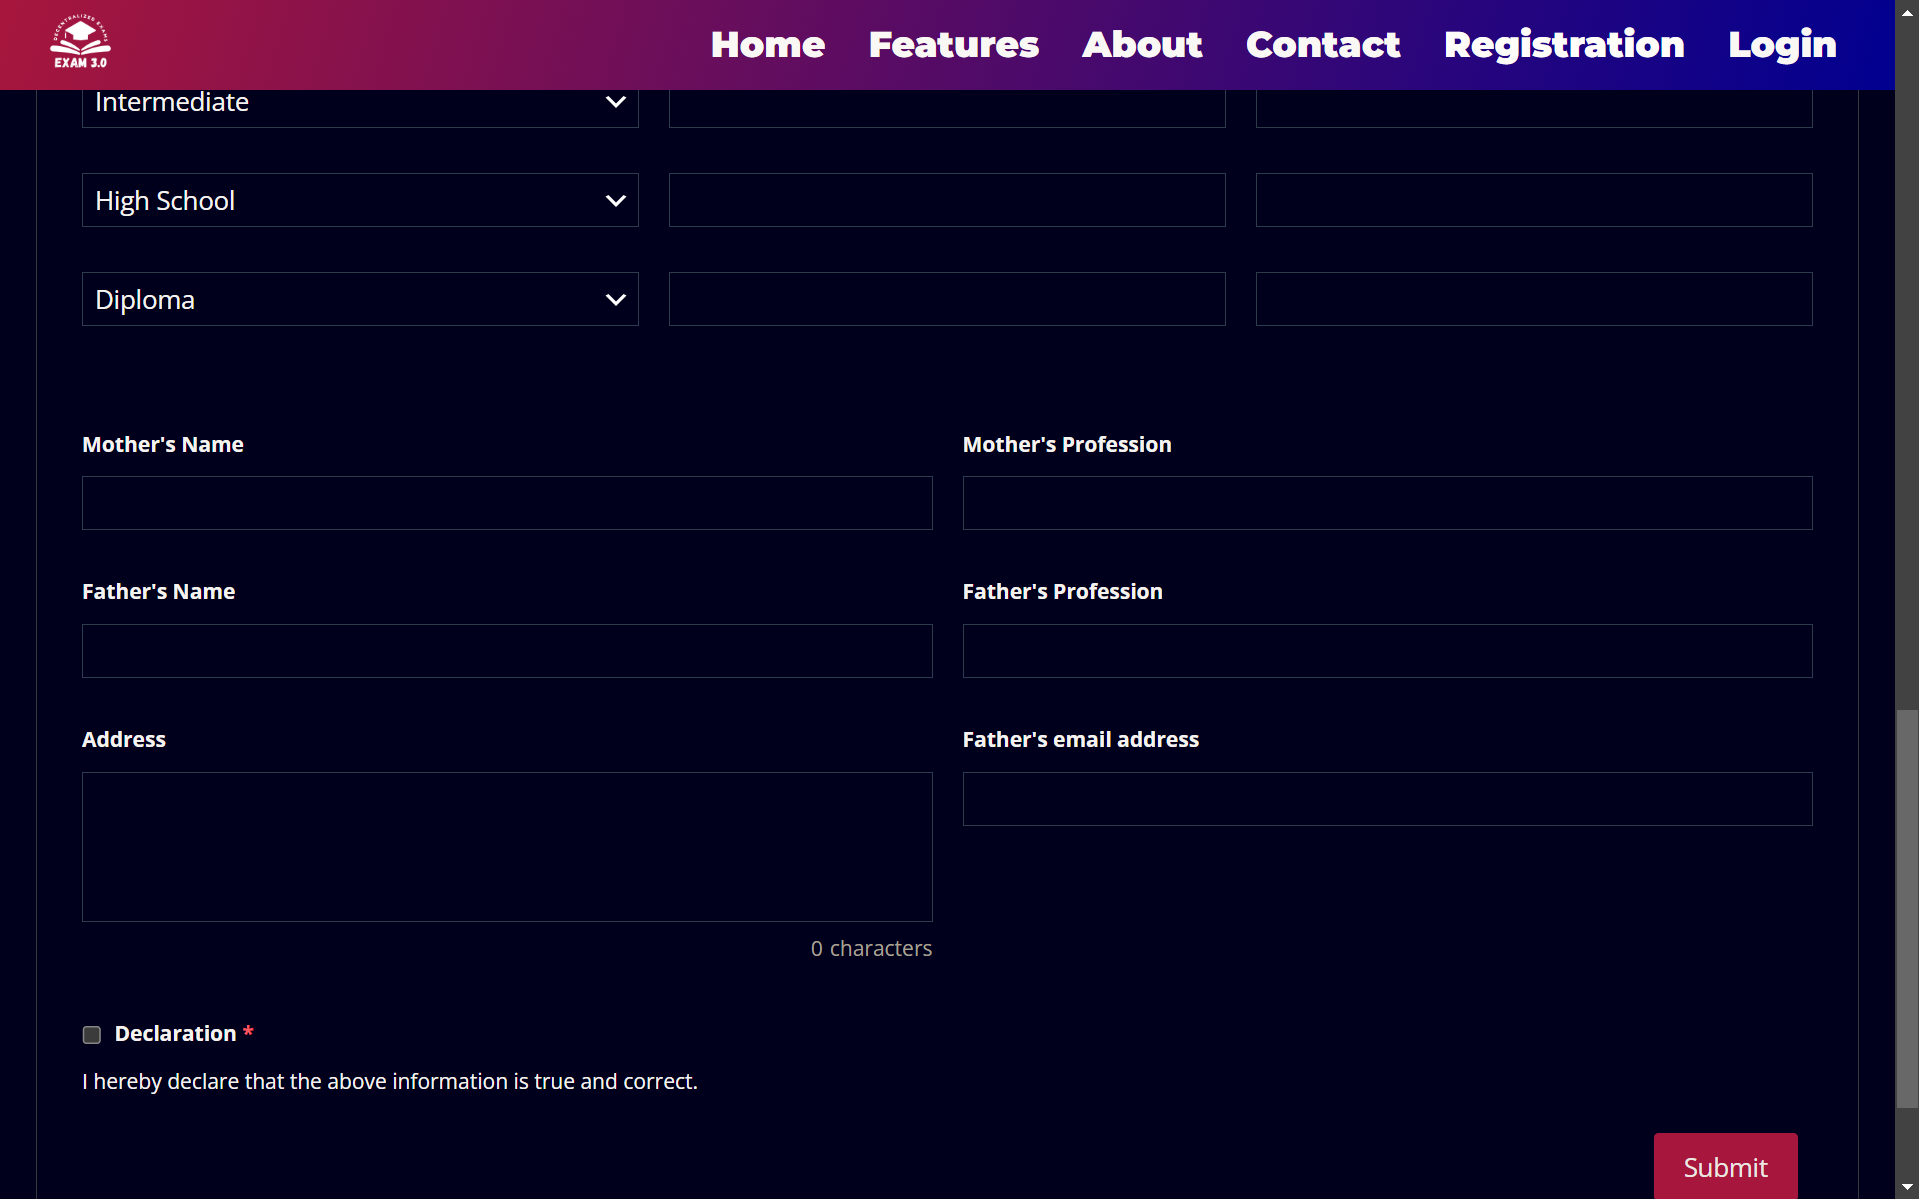 DECENTRALIZED EXAMS
EXAM 3.0
Home Features About Contact Registration Login
Intermediate
High School
Diploma
Mother's Name Mother's Profession
Father's Name Father's Profession
Address Father's email address
0 characters
Declaration *
I hereby declare that the above information is true and correct.
Submit